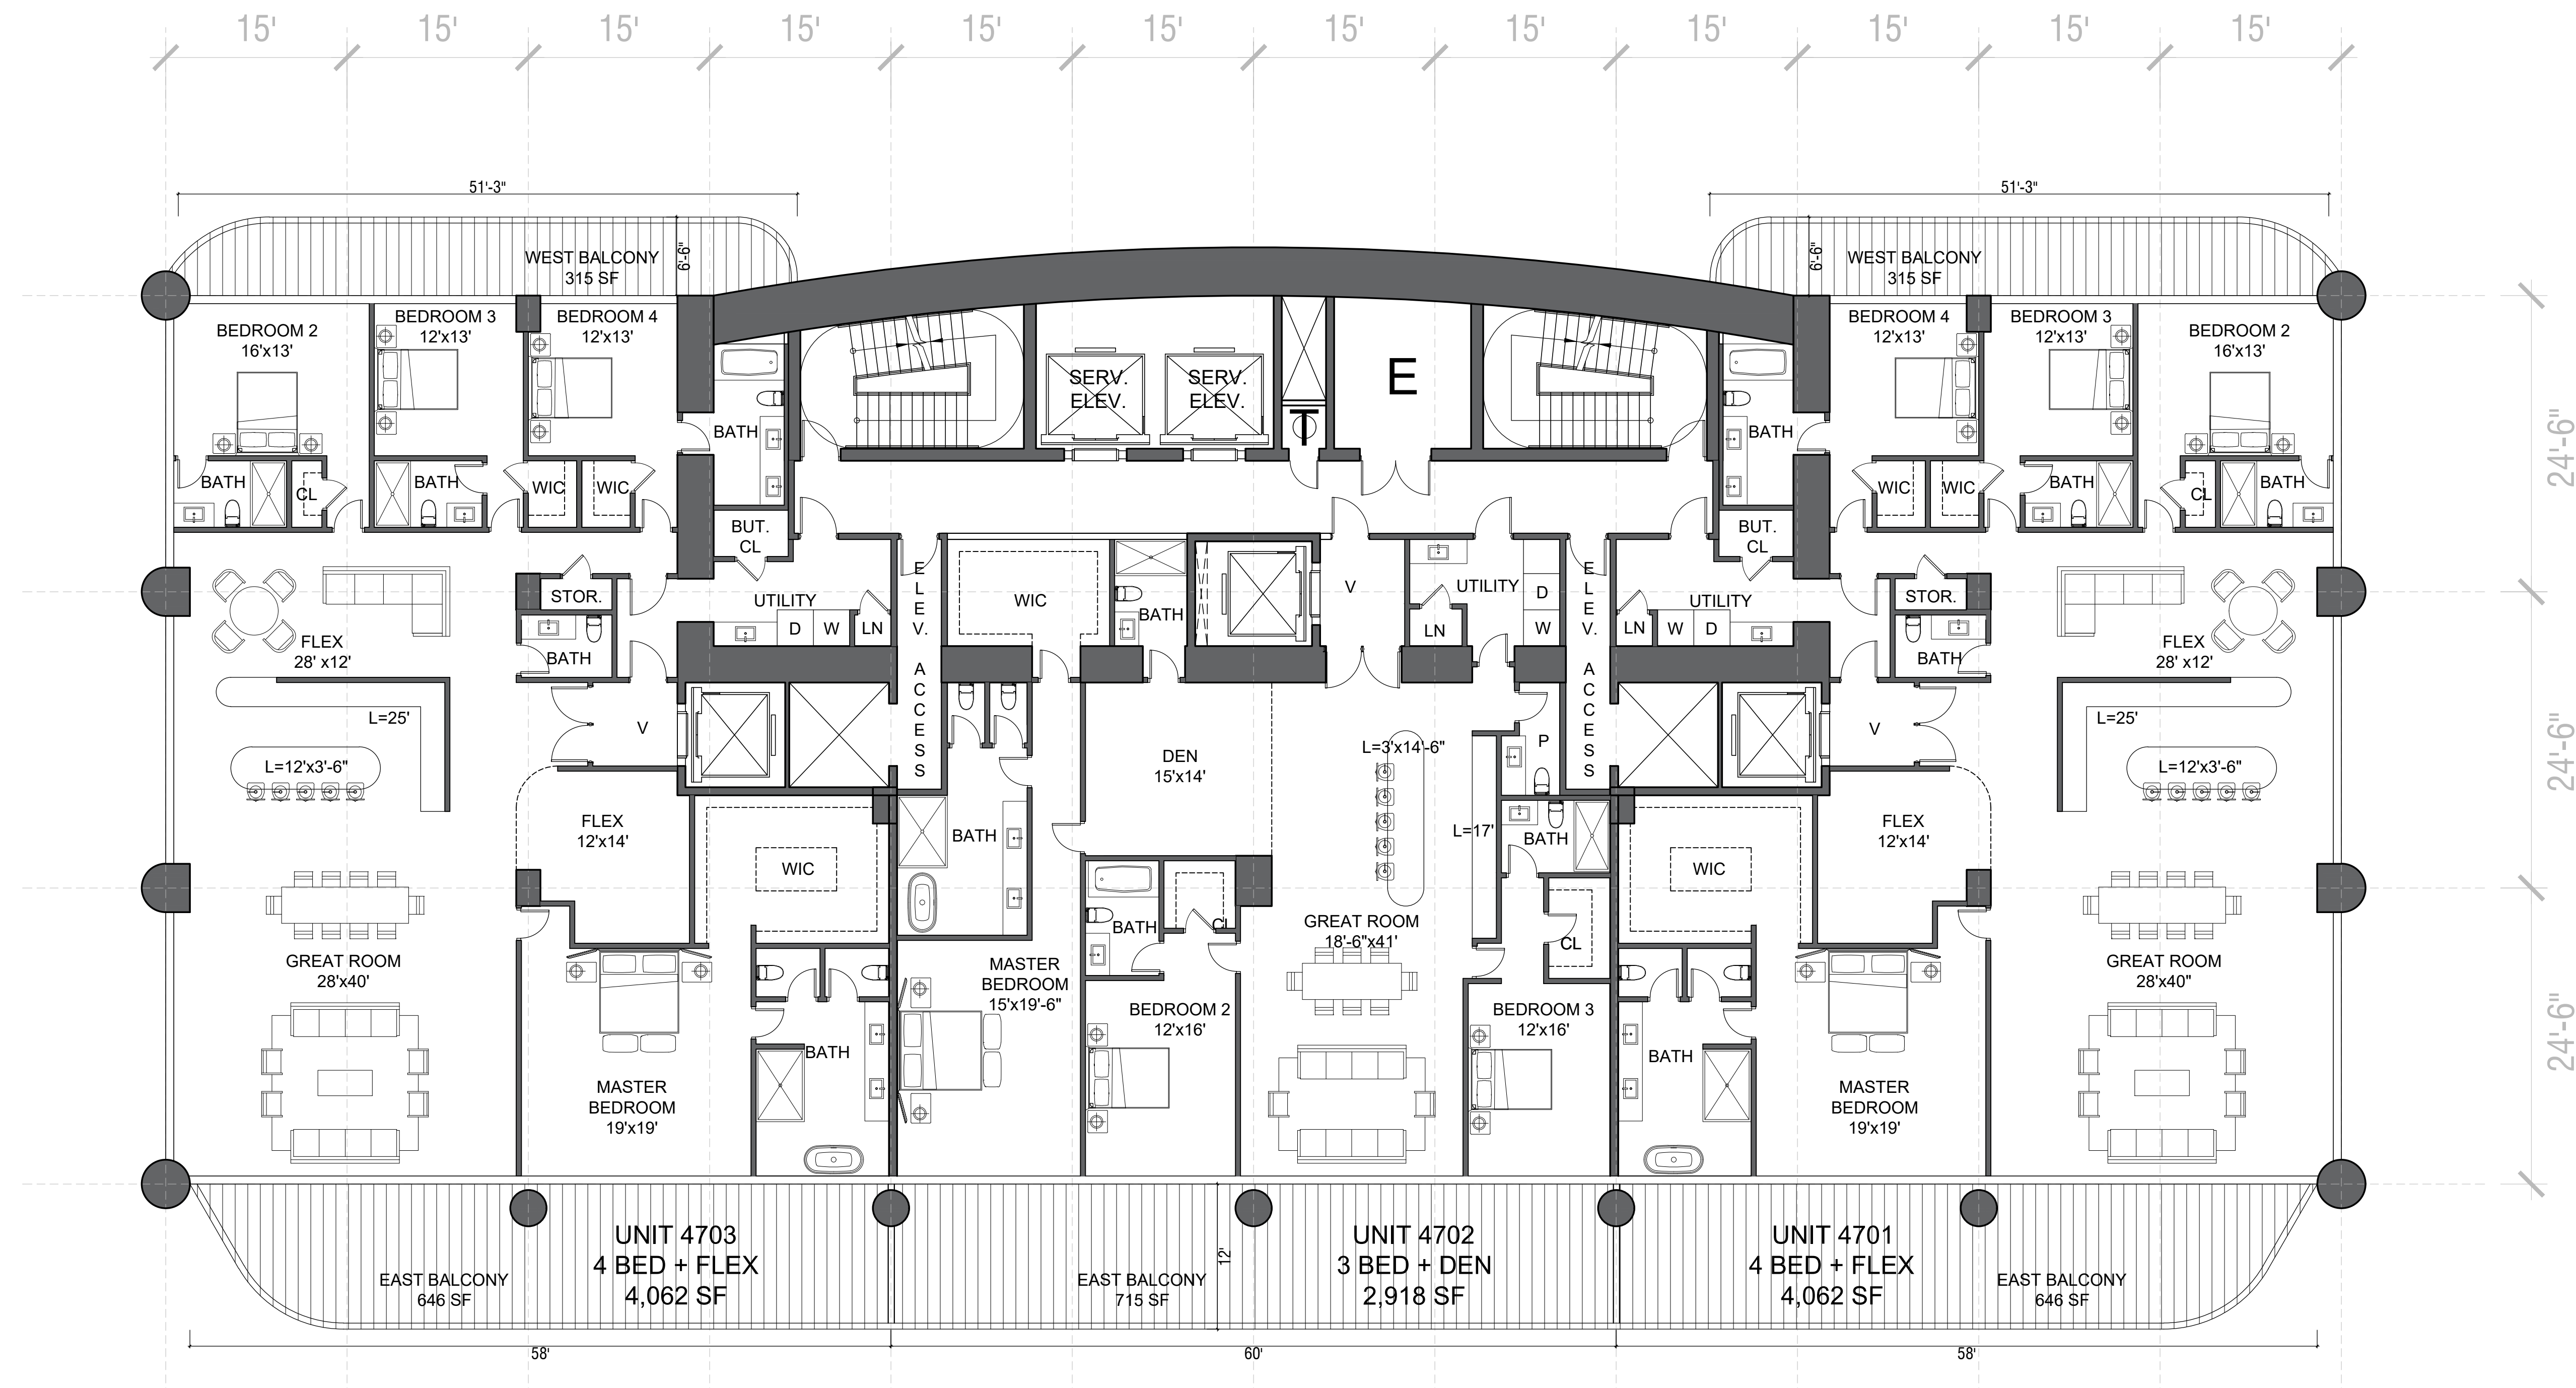 15'
15'
15'
15'
15'
15'
15'
15'
15'
15'
15'
15'
51'-3"
51'-3"
WEST BALCONY
315 SF
6'-6"
6'-6"
WEST BALCONY
315 SF
BEDROOM 2
16'x13'
BEDROOM 3
12'x13'
BEDROOM 4
12'x13'
BEDROOM 4
12'x13'
BEDROOM 3
12'x13'
BEDROOM 2
16'x13'
SERV.
ELEV.
SERV.
ELEV.
T
E
BATH
BATH
24'-6"
BATH
CL
BATH
WIC
WIC
WIC
WIC
BATH
CL
BATH
BUT.
CL
BUT.
CL
STOR.
UTILITY
D
W
LN
ELEV. ACCESS
WIC
BATH
V
UTILITY
D
W
LN
ELEV. ACCESS
UTILITY
LN
W
D
STOR.
FLEX
28' x12'
BATH
BATH
FLEX
28' x12'
L=25'
V
DEN
15'x14'
L=3'x14'-6"
P
V
L=25'
24'-6"
L=12'x3'-6"
L=12'x3'-6"
FLEX
12'x14'
WIC
BATH
L=17'
BATH
WIC
FLEX
12'x14'
BATH
CL
GREAT ROOM
18'-6"x41'
CL
GREAT ROOM
28'x40'
MASTER
BEDROOM
15'x19'-6"
GREAT ROOM
28'x40"
BEDROOM 2
12'x16'
BEDROOM 3
12'x16'
24'-6"
BATH
BATH
MASTER
BEDROOM
19'x19'
MASTER
BEDROOM
19'x19'
UNIT 4703
4 BED + FLEX
4,062 SF
UNIT 4702
3 BED + DEN
2,918 SF
UNIT 4701
4 BED + FLEX
4,062 SF
EAST BALCONY
646 SF
EAST BALCONY
715 SF
12'
EAST BALCONY
646 SF
58'
60'
58'